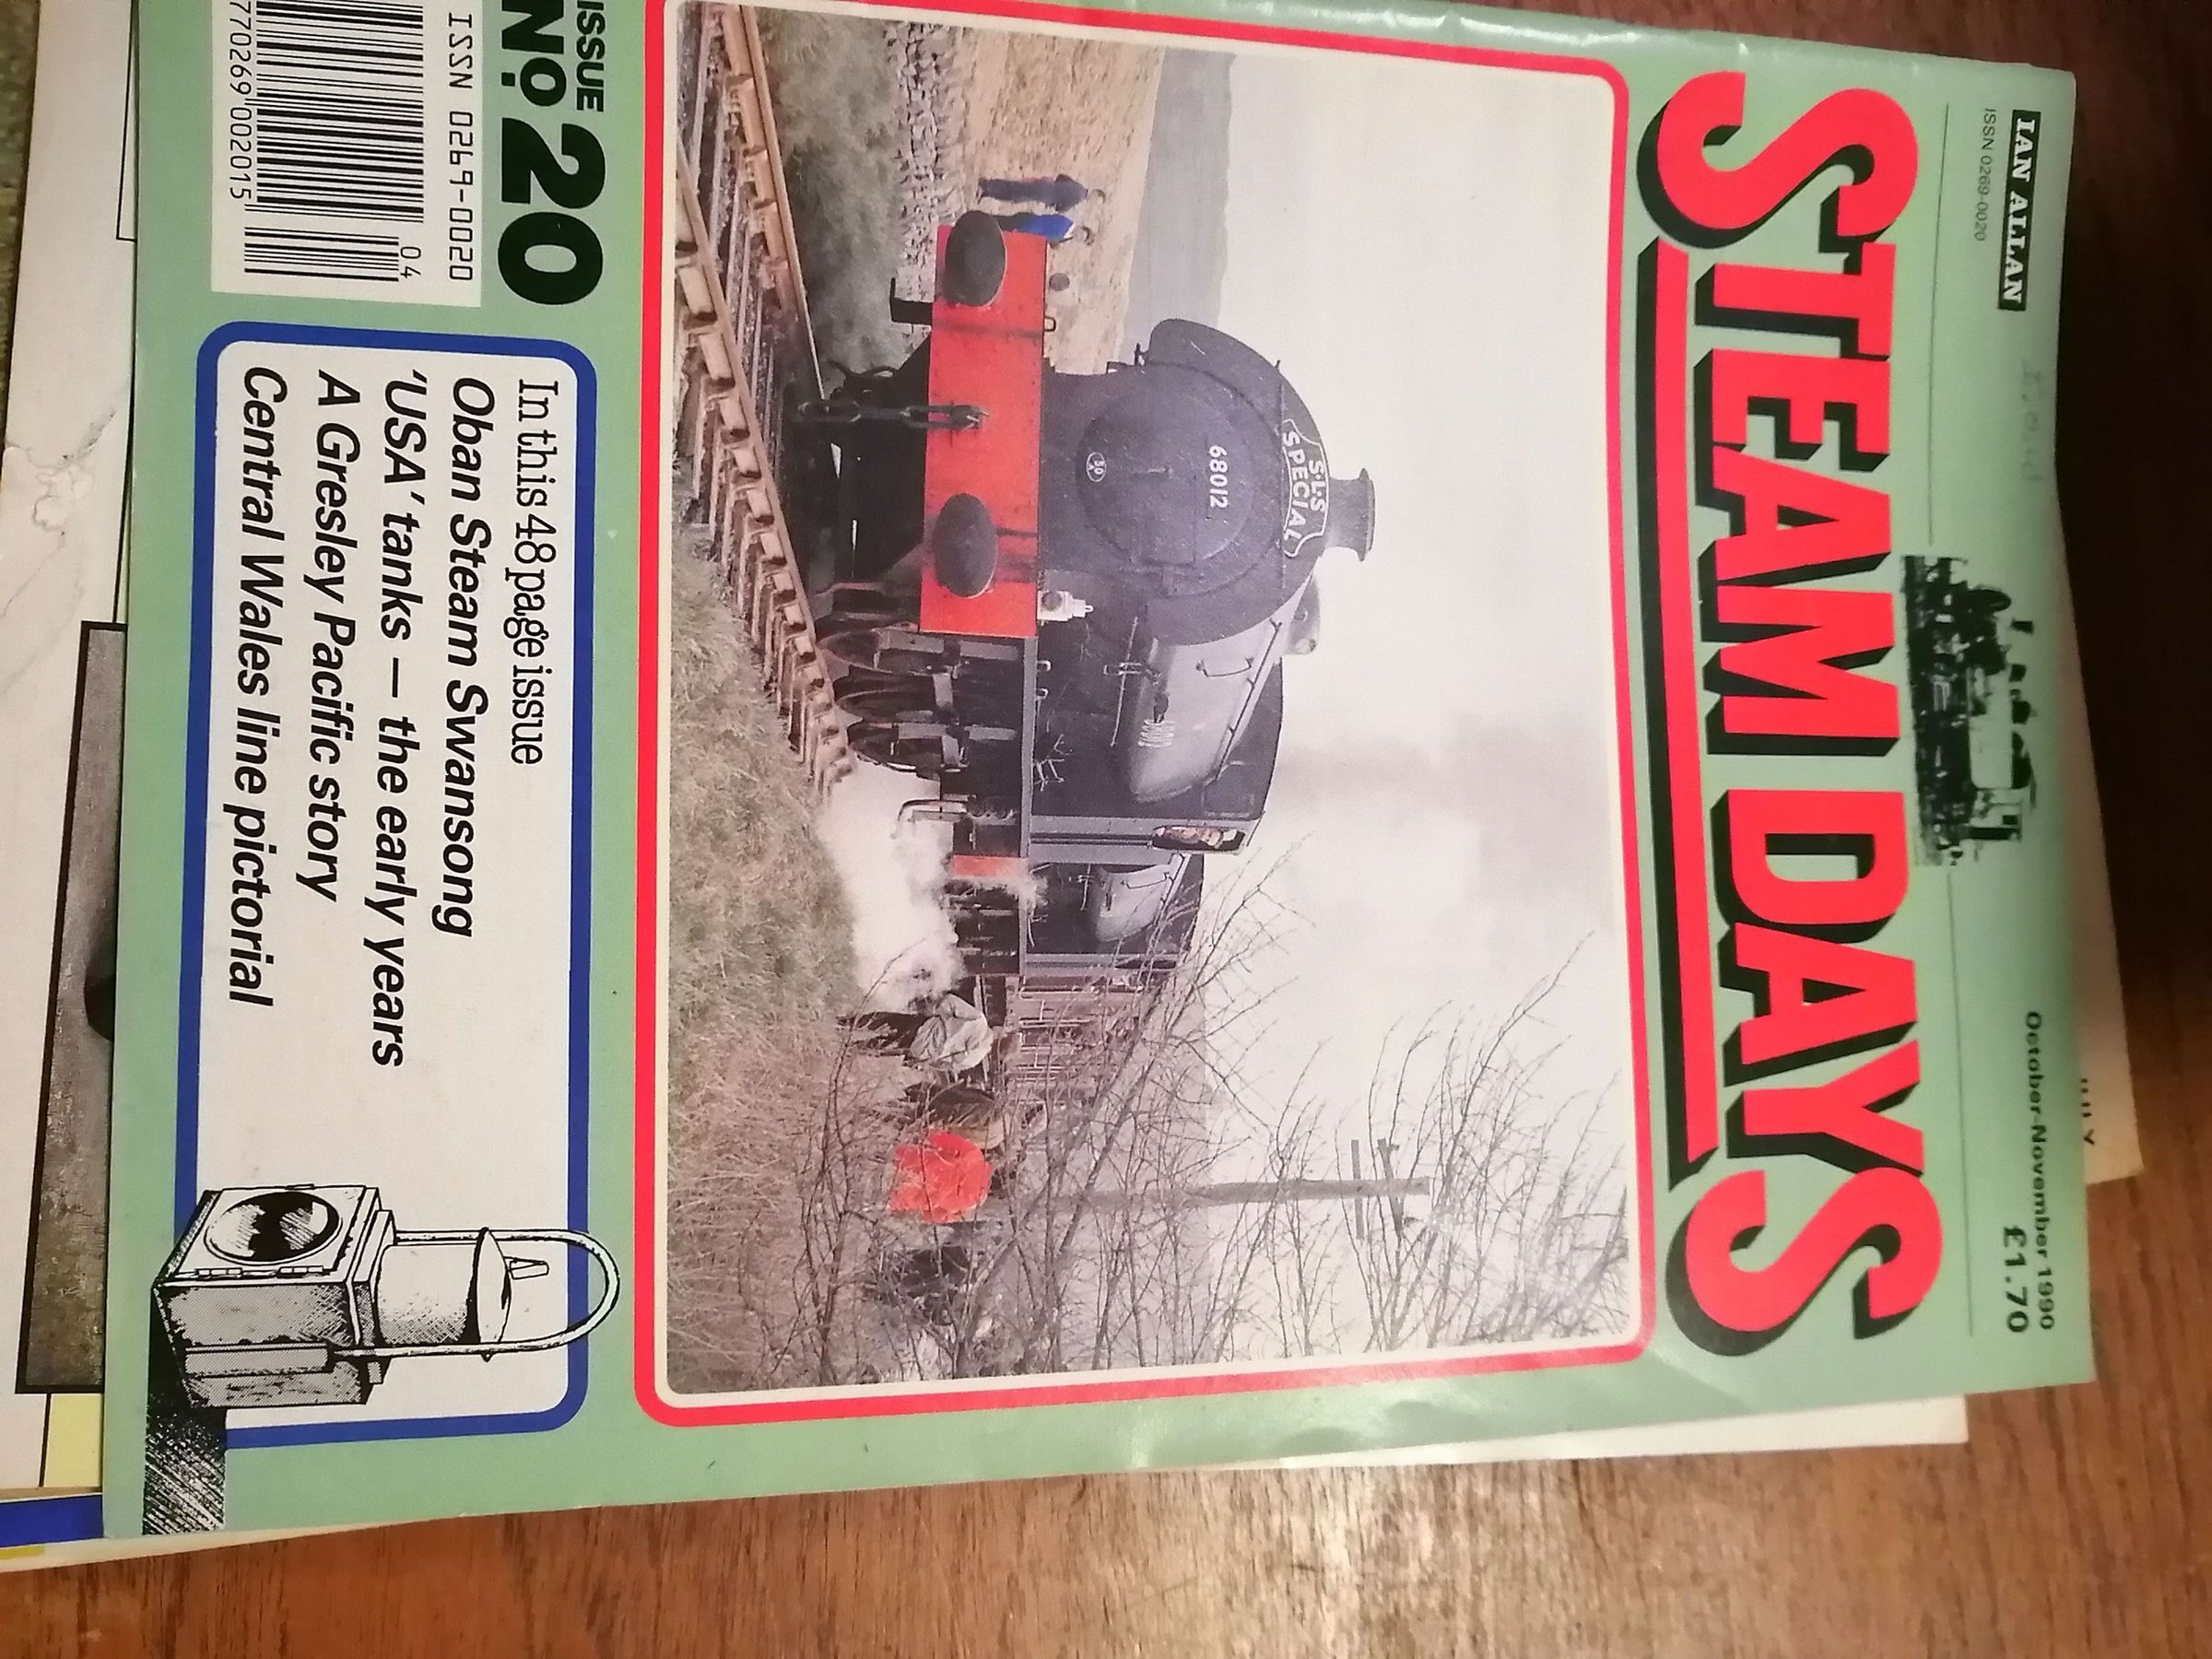 IAN ALLAN
ISSN 0269-0020
October-November 1990
£1.70
STEAM DAYS
S.L.S
SPECIAL
68012
68012
ISSUE
No. 20
ISSN 0269-0020
04
770269 002015
In this 48 page issue
Oban Steam Swansong
'USA' tanks — the early years
A Gresley Pacific story
Central Wales line pictorial